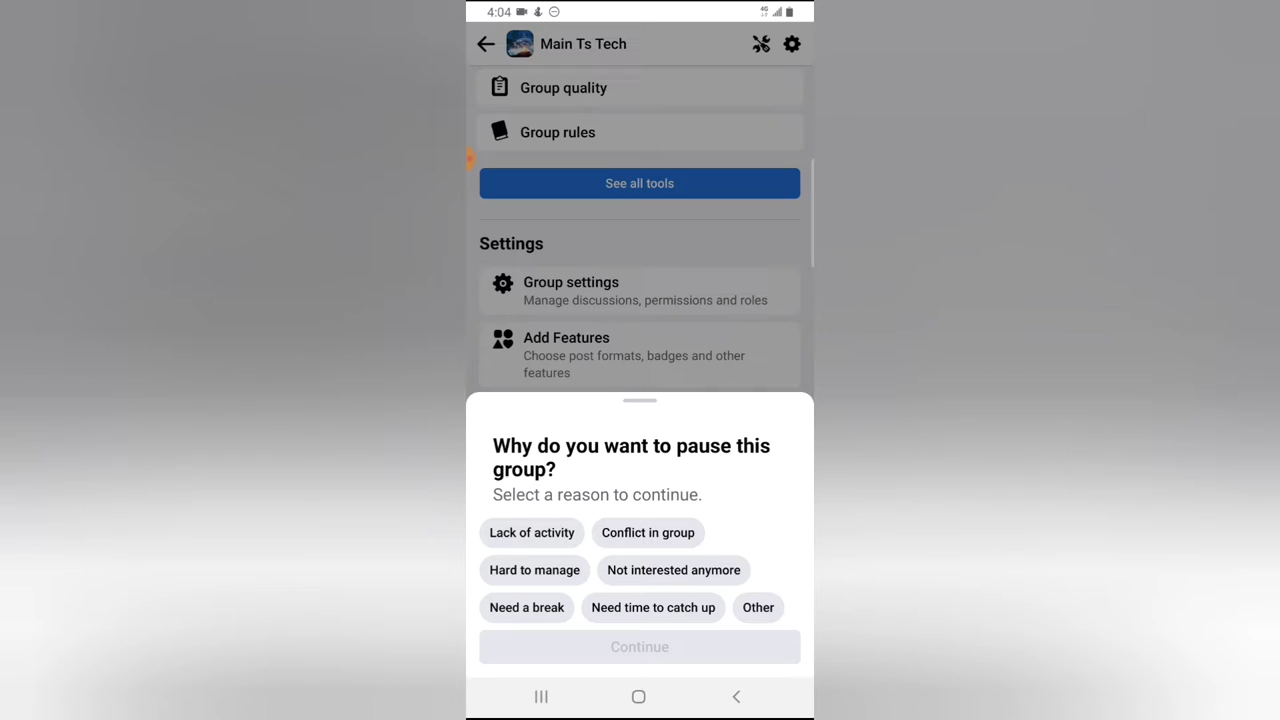 4:04
4G
Main Ts Tech
Group quality
Group rules
See all tools
Settings
Group settings
Manage discussions, permissions and roles
Add Features
Choose post formats, badges and other
features
Why do you want to pause this
group?
Select a reason to continue.
Lack of activity
Conflict in group
Hard to manage
Not interested anymore
Need a break
Need time to catch up
Other
Continue